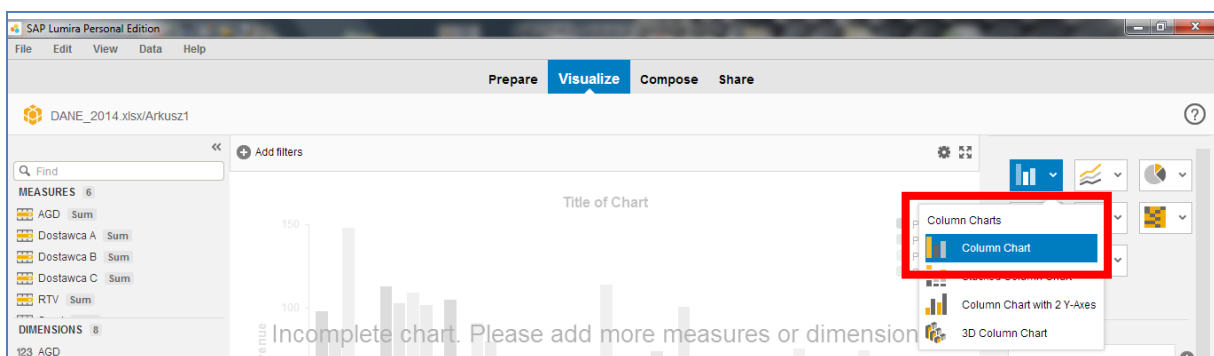 SAP Lumira Personal Edition
File Edit View Data Help
Prepare Visualize Compose Share
DANE_2014.xlsx/Arkusz1
Add filters
Find
MEASURES 6
AGD Sum
Dostawca A Sum
Dostawca B Sum
Dostawca C Sum
RTV Sum
DIMENSIONS 8
123 AGD
Title of Chart
150
100
Incomplete chart. Please add more measures or dimension
Column Charts
Column Chart
Stacked Column Chart
Column Chart with 2 Y-Axes
3D Column Chart